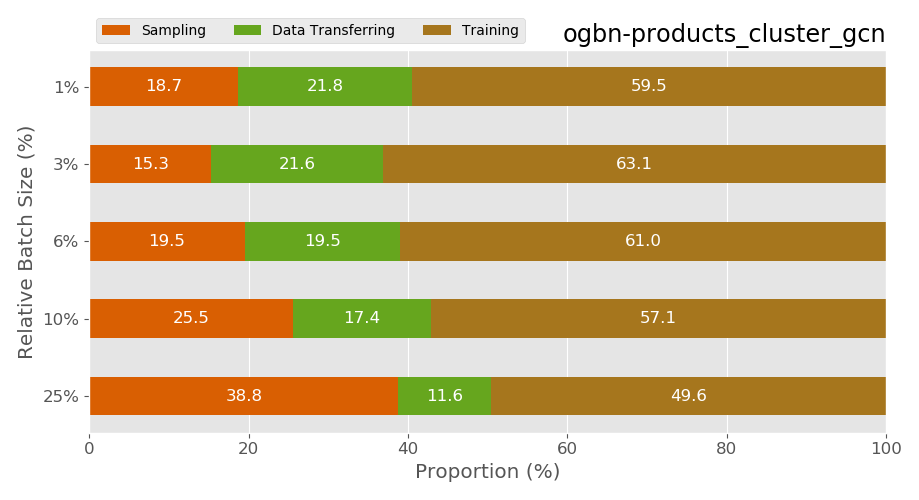 Sampling Data Transferring Training
ogbn-products_cluster_gcn
Relative Batch Size (%)
1% 18.7 21.8 59.5
3% 15.3 21.6 63.1
6% 19.5 19.5 61.0
10% 25.5 17.4 57.1
25% 38.8 11.6 49.6
0 20 40 60 80 100
Proportion (%)